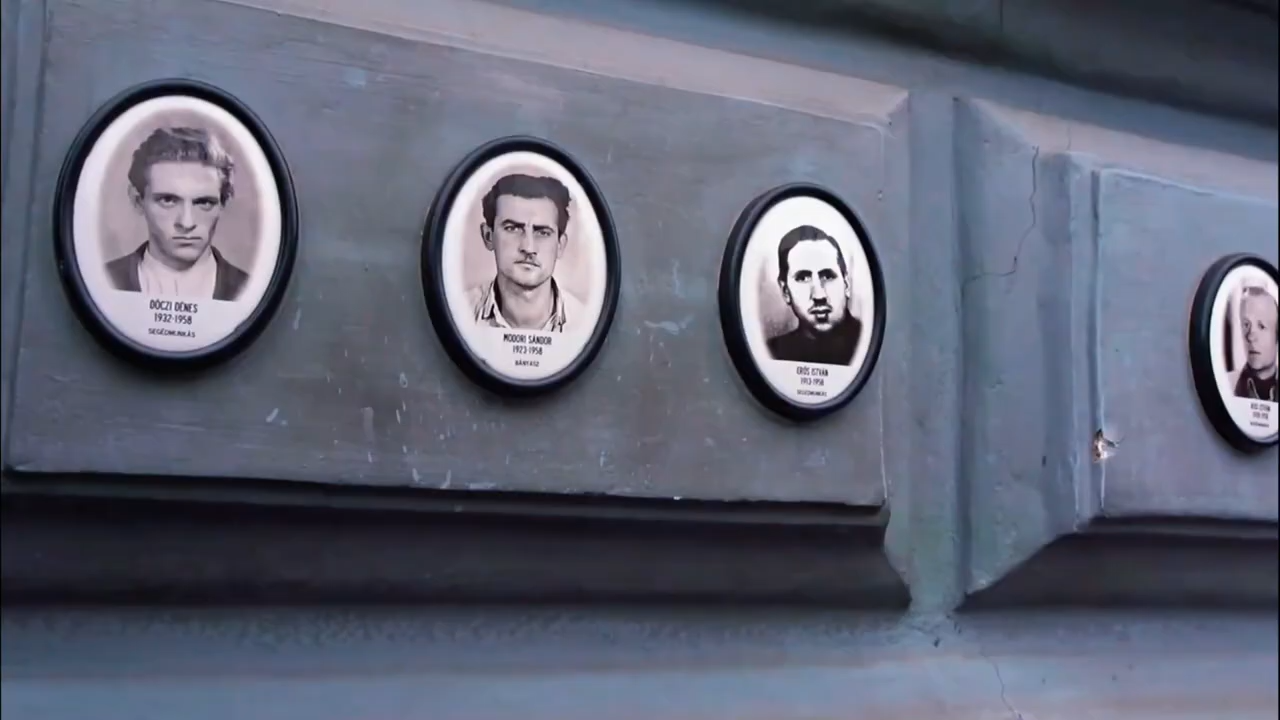 DÓCZI DÉNES
1932-1958
SEGÉDMUNKÁS
MODORI SÁNDOR
1923-1958
BÁNYÁSZ
ERŐS ISTVÁN
1913-1958
SEGÉDMUNKÁS